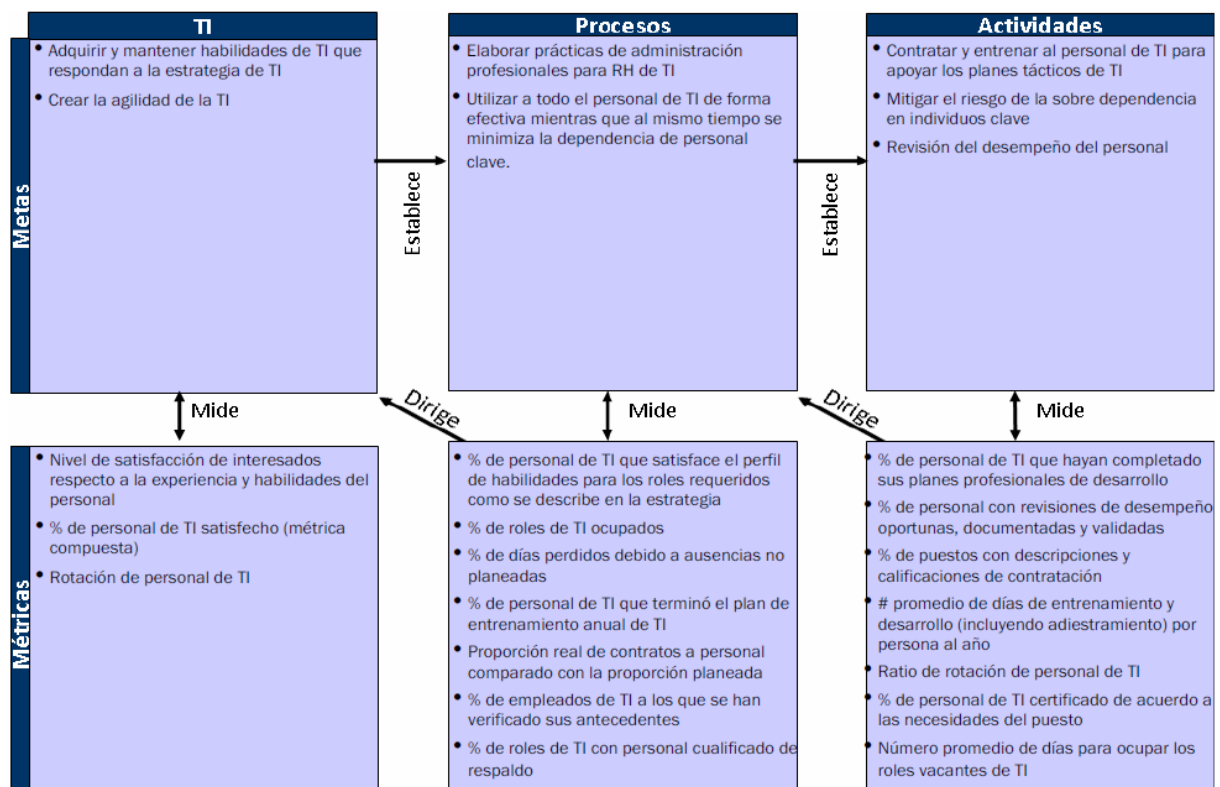 TI
Procesos
Actividades
Metas
• Adquirir y mantener habilidades de TI que
respondan a la estrategia de TI
• Crear la agilidad de la TI
Establece
• Elaborar prácticas de administración
profesionales para RH de TI
• Utilizar a todo el personal de TI de forma
efectiva mientras que al mismo tiempo se
minimiza la dependencia de personal
clave.
Establece
• Contratar y entrenar al personal de TI para
apoyar los planes tácticos de TI
• Mitigar el riesgo de la sobre dependencia
en individuos clave
• Revisión del desempeño del personal
Mide
Dirige
Mide
Dirige
Mide
Métricas
• Nivel de satisfacción de interesados
respecto a la experiencia y habilidades del
personal
• % de personal de TI satisfecho (métrica
compuesta)
• Rotación de personal de TI
• % de personal de TI que satisface el perfil
de habilidades para los roles requeridos
como se describe en la estrategia
• % de roles de TI ocupados
• % de días perdidos debido a ausencias no
planeadas
• % de personal de TI que terminó el plan de
entrenamiento anual de TI
• Proporción real de contratos a personal
comparado con la proporción planeada
• % de empleados de TI a los que se han
verificado sus antecedentes
• % de roles de TI con personal cualificado de
respaldo
• % de personal de TI que hayan completado
sus planes profesionales de desarrollo
• % de personal con revisiones de desempeño
oportunas, documentadas y validadas
• % de puestos con descripciones y
calificaciones de contratación
• # promedio de días de entrenamiento y
desarrollo (incluyendo adiestramiento) por
persona al año
• Ratio de rotación de personal de TI
• % de personal de TI certificado de acuerdo a
las necesidades del puesto
• Número promedio de días para ocupar los
roles vacantes de TI